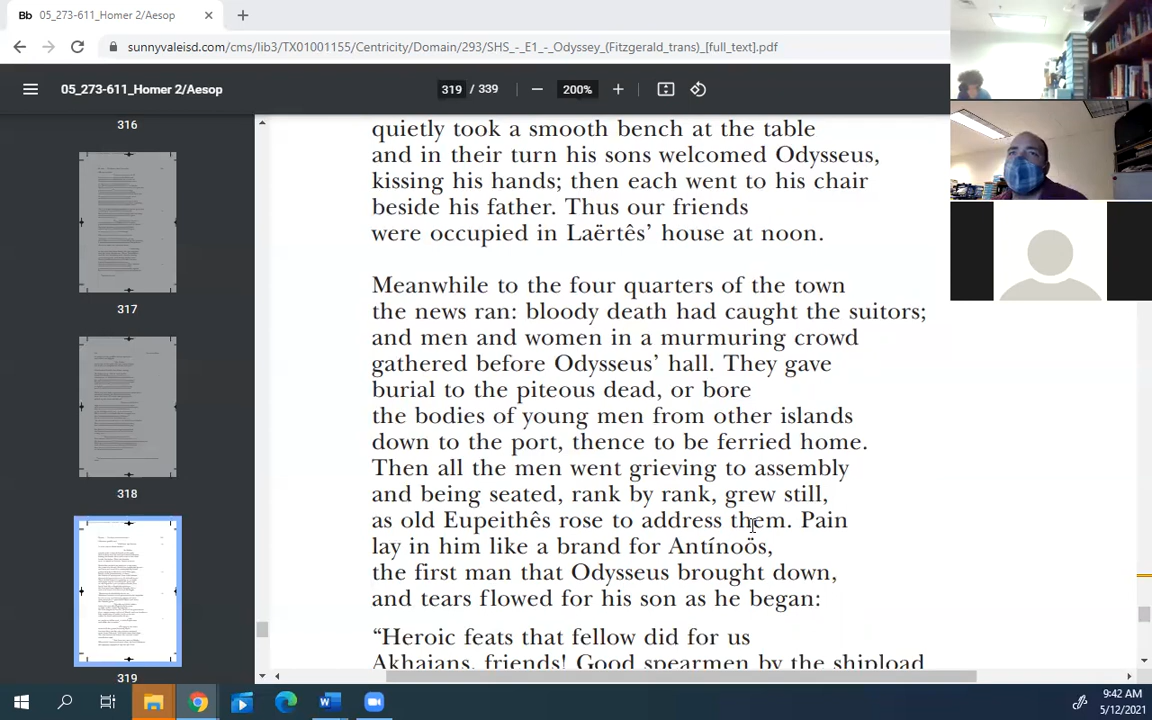 Bb 05_273-611_Homer 2/Aesop
sunnyvaleisd.com/cms/lib3/TX01001155/Centricity/Domain/293/SHS_-_E1_-_Odyssey_(Fitzgerald_trans)_[full_text].pdf
05_273-611_Homer 2/Aesop
319 / 339
200%
316
317
318
319
quietly took a smooth bench at the table
and in their turn his sons welcomed Odysseus,
kissing his hands; then each went to his chair
beside his father. Thus our friends
were occupied in Laërtês’ house at noon.
Meanwhile to the four quarters of the town
the news ran: bloody death had caught the suitors;
and men and women in a murmuring crowd
gathered before Odysseus’ hall. They gave
burial to the piteous dead, or bore
the bodies of young men from other islands
down to the port, thence to be ferried home.
Then all the men went grieving to assembly
and being seated, rank by rank, grew still,
as old Eupeithês rose to address them. Pain
lay in him like a brand for Antínoös,
the first man that Odysseus brought down,
and tears flowed for his son as he began:
“Heroic feats that fellow did for us
Akhaians, friends! Good spearmen by the shipload
9:42 AM
5/12/2021